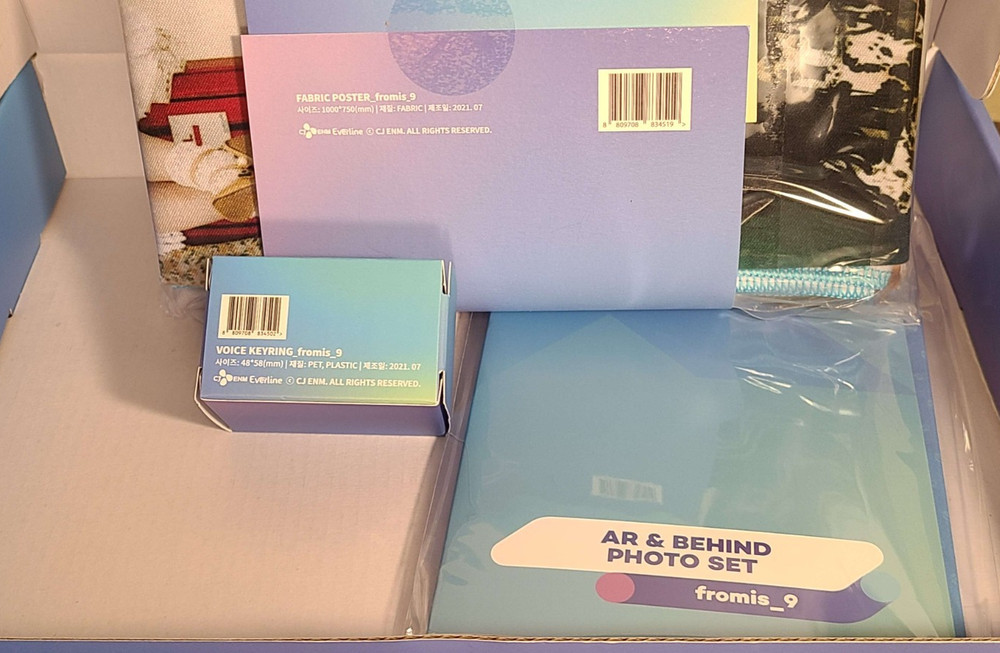 FABRIC POSTER_fromis_9
사이즈: 1000*750(mm) | 재질: FABRIC | 제조일: 2021. 07
CJ ENM Everline ⓒ CJ ENM. ALL RIGHTS RESERVED.
8 809708 834519 >
8 809708 834502 >
VOICE KEYRING_fromis_9
사이즈: 48*58(mm) | 재질: PET, PLASTIC | 제조일: 2021. 07
CJ ENM Everline ⓒ CJ ENM. ALL RIGHTS RESERVED.
AR & BEHIND
PHOTO SET
fromis_9